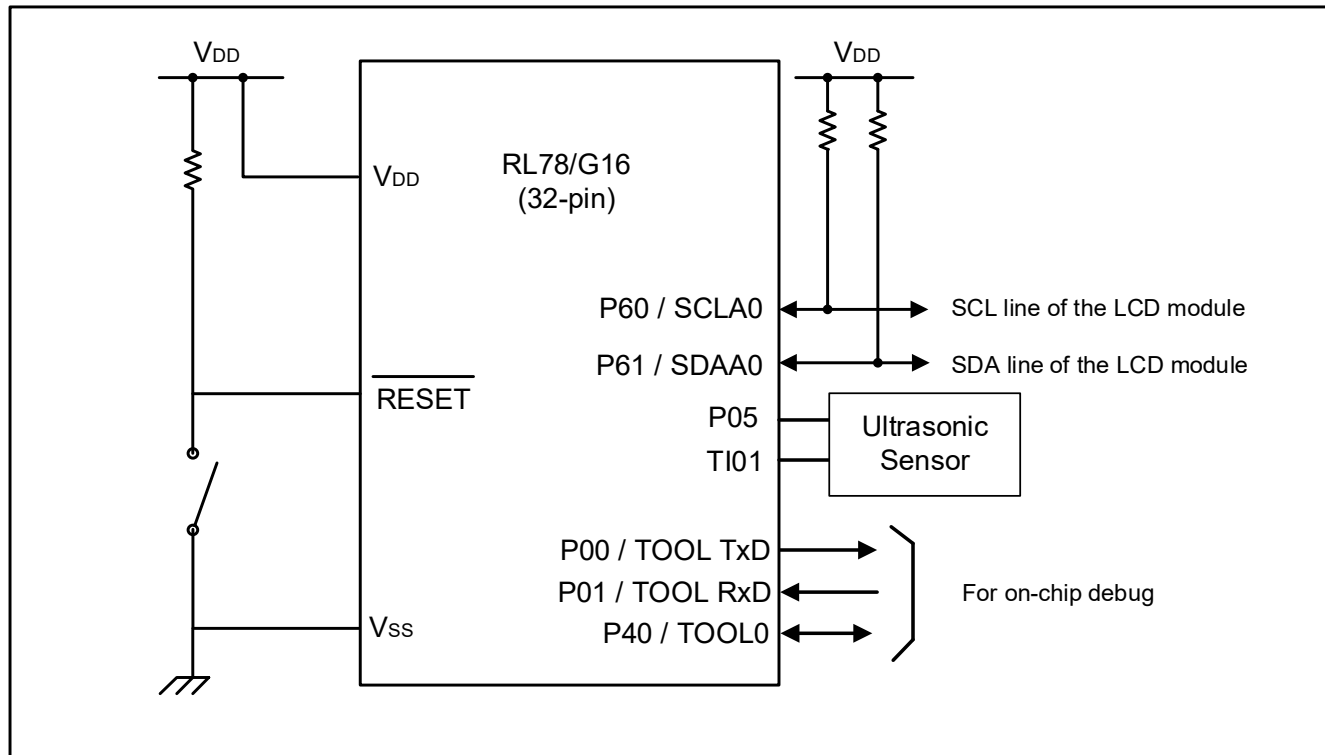 VDD
VDD
RL78/G16
(32-pin)
VDD
P60 / SCLA0
SCL line of the LCD module
P61 / SDAA0
SDA line of the LCD module
RESET
P05
TI01
Ultrasonic
Sensor
P00 / TOOL TxD
P01 / TOOL RxD
For on-chip debug
P40 / TOOL0
VSS